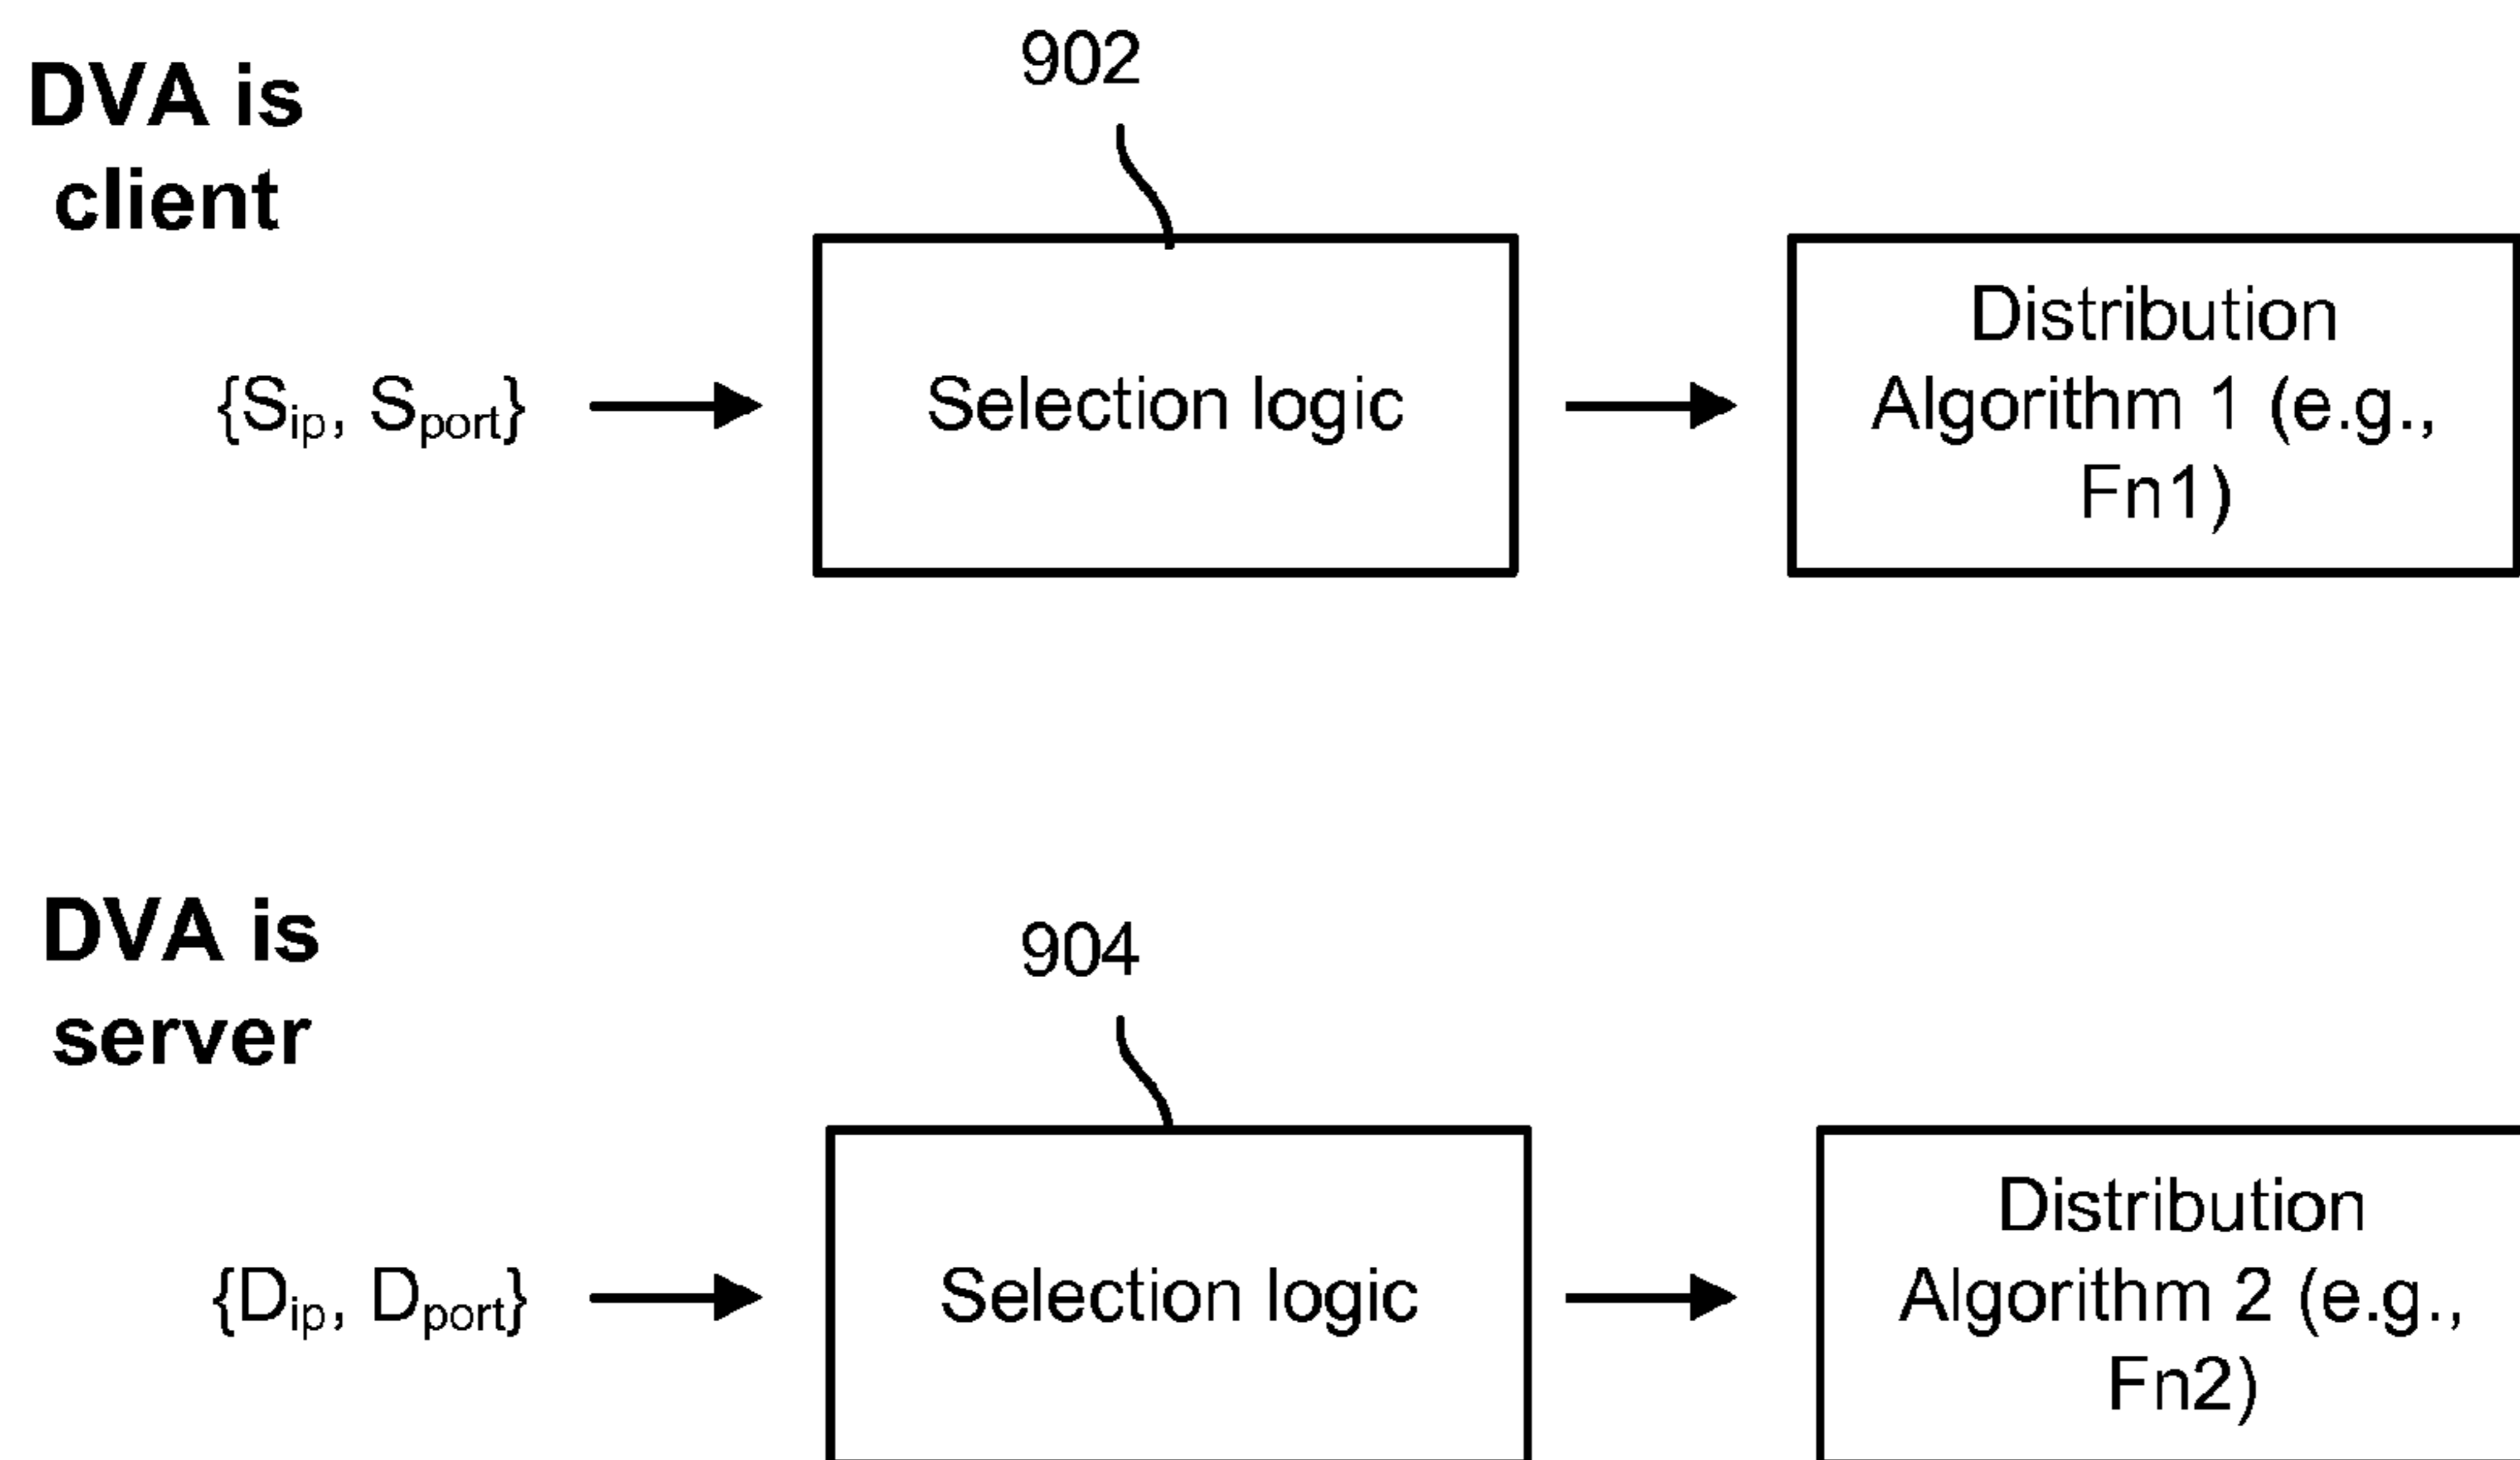 DVA is
client
902
{Sip, Sport}
Selection logic
Distribution
Algorithm 1 (e.g.,
Fn1)
DVA is
server
904
{Dip, Dport}
Selection logic
Distribution
Algorithm 2 (e.g.,
Fn2)